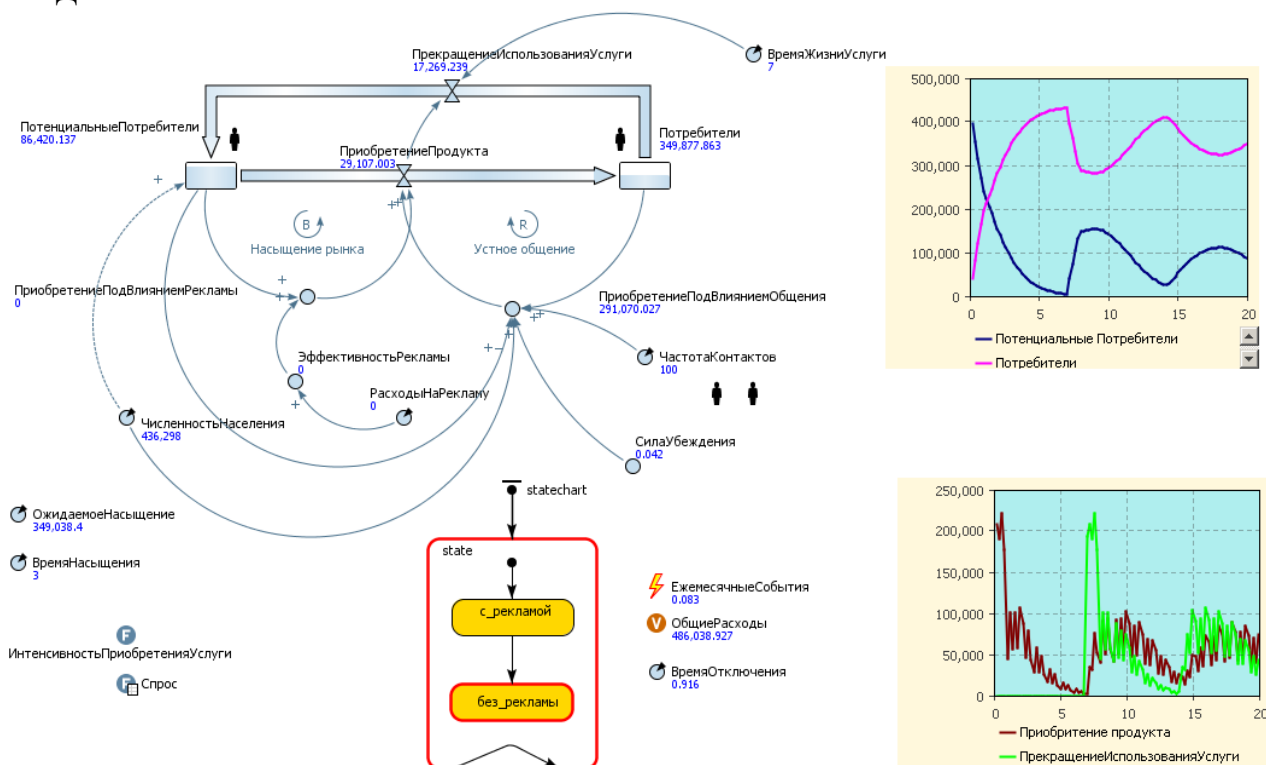 ПрекращениеИспользованияУслуги
17,269.239
ВремяЖизниУслуги
7
ПотенциальныеПотребители
86,420.137
Потребители
349,877.863
ПриобретениеПродукта
29,107.003
+
++
B
R
Насыщение рынка
Устное общение
+
+
ПриобретениеПодВлияниемРекламы
0
ПриобретениеПодВлияниемОбщения
291,070.027
++
+
+−
ЭффективностьРекламы
0
ЧастотаКонтактов
100
+
РасходыНаРекламу
0
ЧисленностьНаселения
436,298
СилаУбеждения
0.042
ОжидаемоеНасыщение
349,038.4
ВремяНасыщения
3
F
ИнтенсивностьПриобретенияУслуги
F
Спрос
statechart
state
с_рекламой
без_рекламы
ЕжемесячныеСобытия
0.083
V
ОбщиеРасходы
486,038.927
ВремяОтключения
0.916
500,000
400,000
300,000
200,000
100,000
0
0 5 10 15 20
Потенциальные Потребители
Потребители
250,000
200,000
150,000
100,000
50,000
0
0 5 10 15 20
Приобритение продукта
ПрекращениеИспользованияУслуги